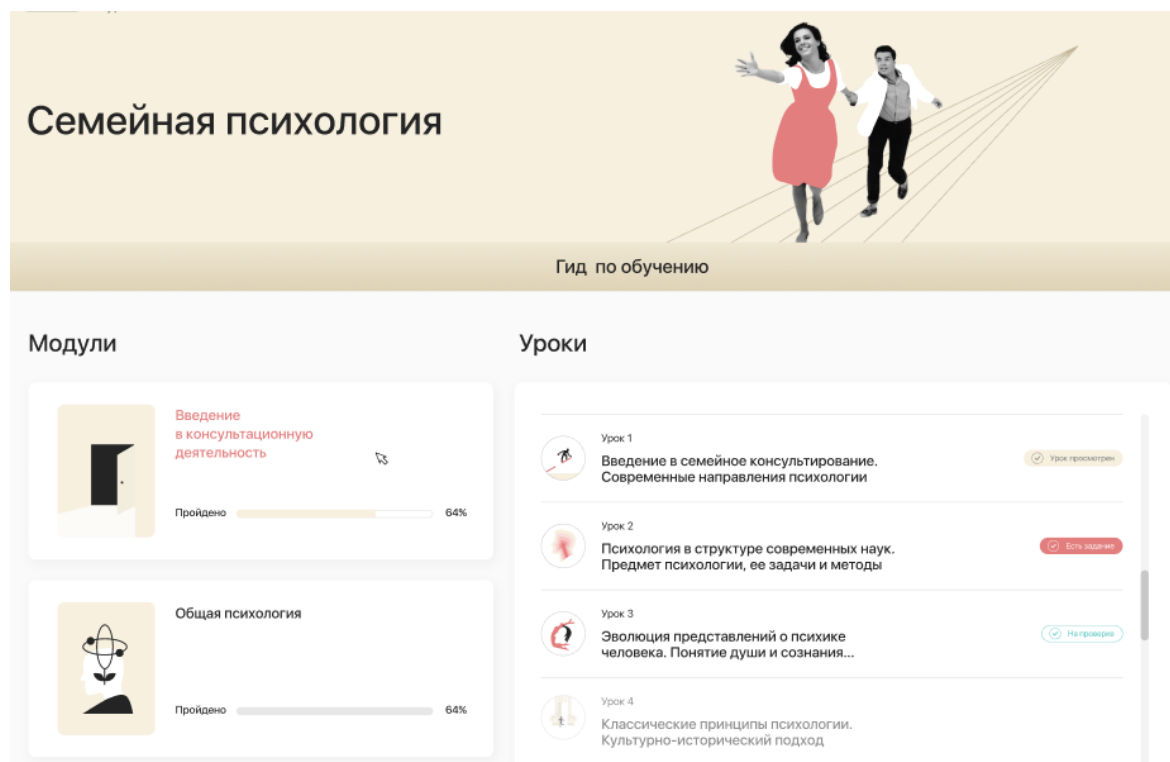 Семейная психология
Гид по обучению
Модули
Введение
в консультационную
деятельность
Пройдено
64%
Общая психология
Пройдено
64%
Уроки
Урок 1
Введение в семейное консультирование.
Современные направления психологии
Урок просмотрен
Урок 2
Психология в структуре современных наук.
Предмет психологии, ее задачи и методы
Есть задание
Урок 3
Эволюция представлений о психике
человека. Понятие души и сознания...
На проверке
Урок 4
Классические принципы психологии.
Культурно-исторический подход